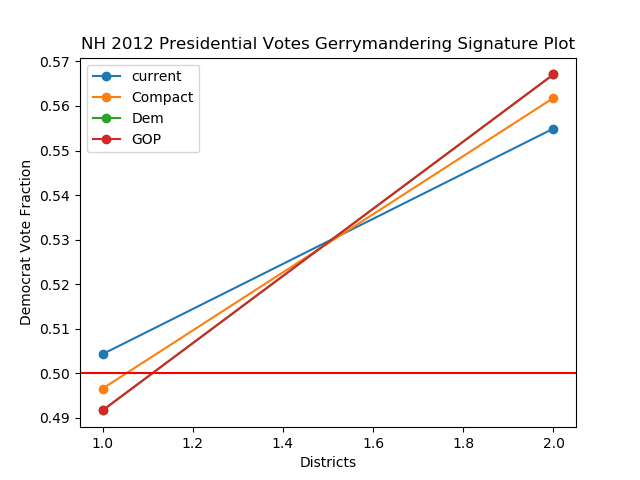 NH 2012 Presidential Votes Gerrymandering Signature Plot
0.57
0.56
0.55
0.54
0.53
0.52
0.51
0.50
0.49
Democrat Vote Fraction
current
Compact
Dem
GOP
1.0 1.2 1.4 1.6 1.8 2.0
Districts